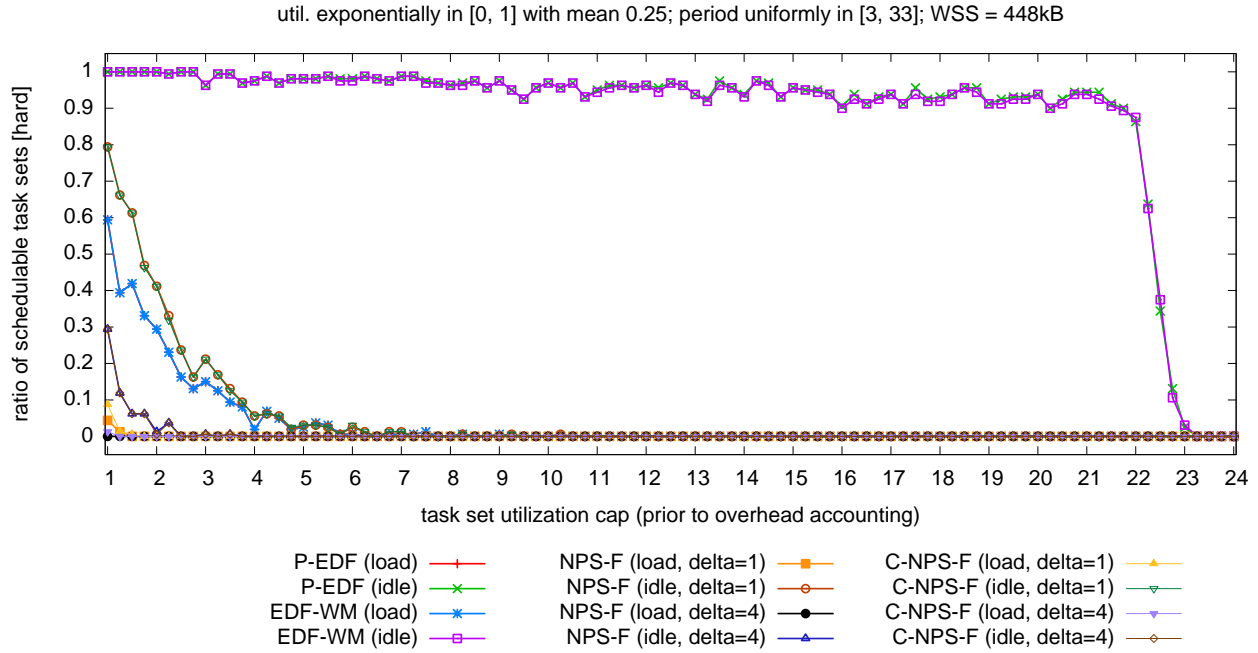 util. exponentially in [0, 1] with mean 0.25; period uniformly in [3, 33]; WSS = 448kB
ratio of schedulable task sets [hard]
1
0.9
0.8
0.7
0.6
0.5
0.4
0.3
0.2
0.1
0
1 2 3 4 5 6 7 8 9 10 11 12 13 14 15 16 17 18 19 20 21 22 23 24
task set utilization cap (prior to overhead accounting)
P-EDF (load) NPS-F (load, delta=1) C-NPS-F (load, delta=1)
P-EDF (idle) NPS-F (idle, delta=1) C-NPS-F (idle, delta=1)
EDF-WM (load) NPS-F (load, delta=4) C-NPS-F (load, delta=4)
EDF-WM (idle) NPS-F (idle, delta=4) C-NPS-F (idle, delta=4)